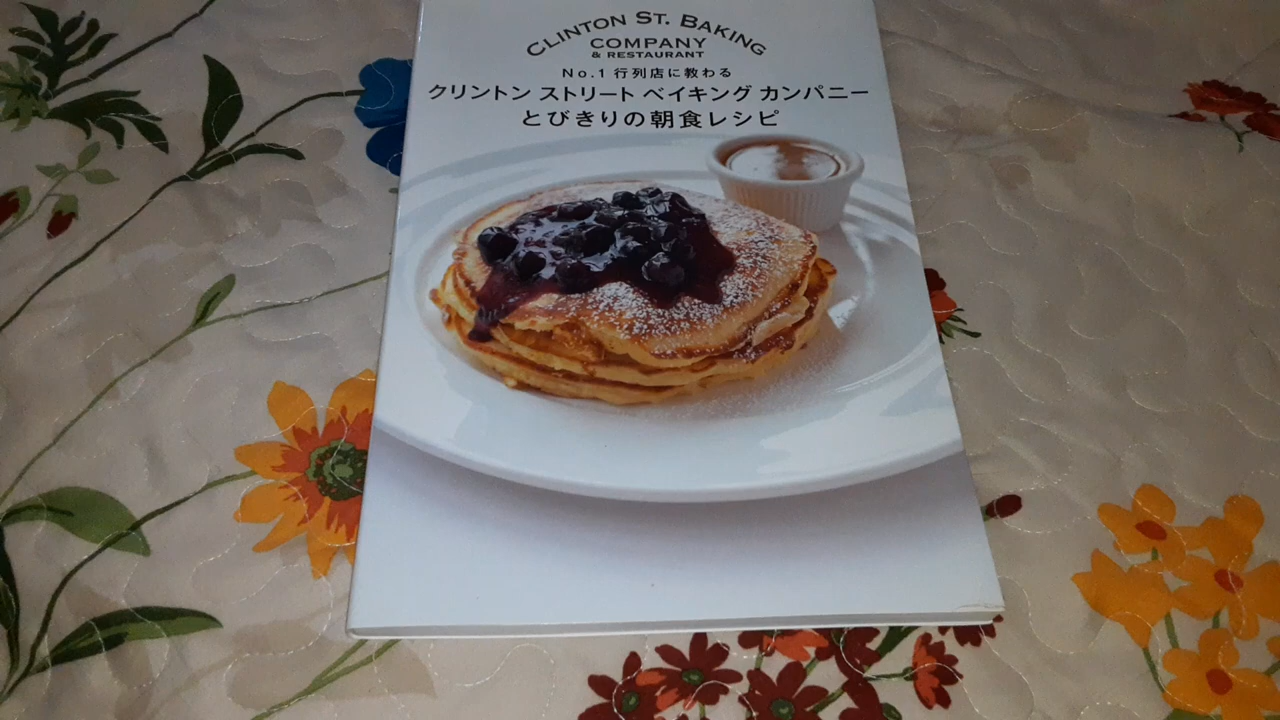 CLINTON ST. BAKING
COMPANY
& RESTAURANT
No.1 行列店に教わる
クリントン ストリート ベイキング カンパニー
とびきりの朝食レシピ